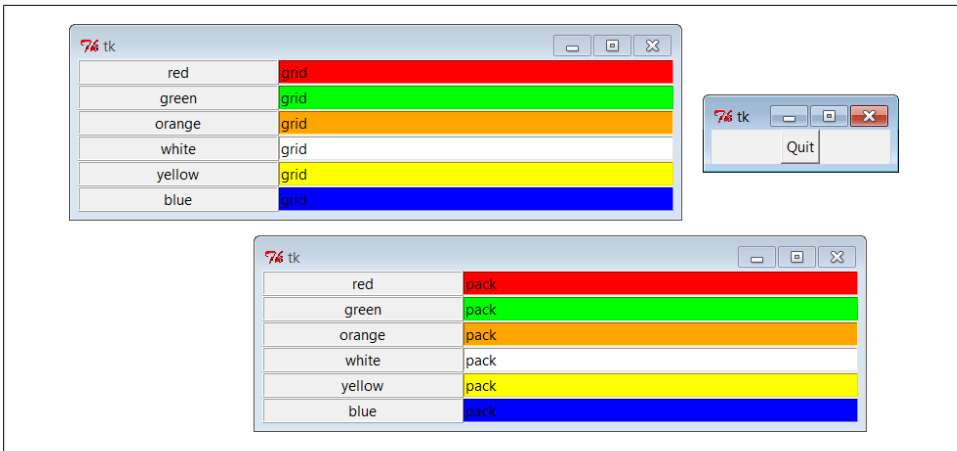 tk
red grid
green grid
orange grid
white grid
yellow grid
blue grid
tk
Quit
tk
red pack
green pack
orange pack
white pack
yellow pack
blue pack